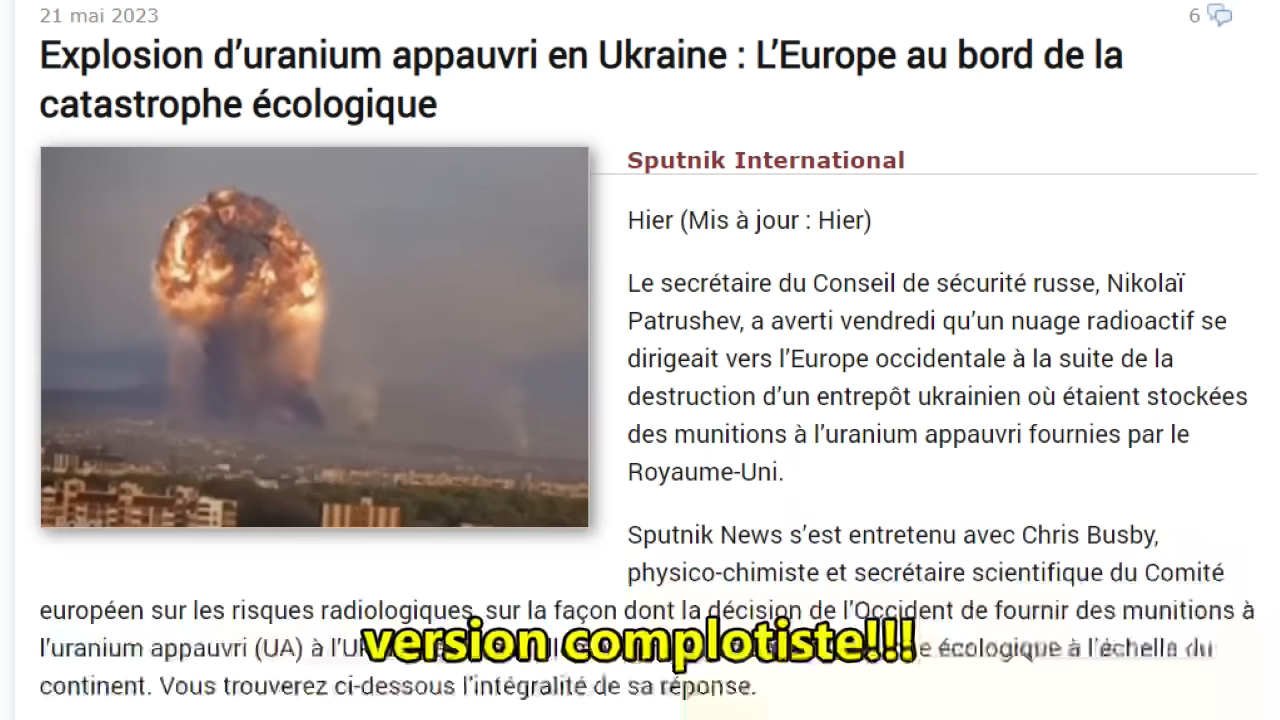 21 mai 2023
6
Explosion d’uranium appauvri en Ukraine : L’Europe au bord de la
catastrophe écologique
Sputnik International
Hier (Mis à jour : Hier)
Le secrétaire du Conseil de sécurité russe, Nikolaï
Patrushev, a averti vendredi qu’un nuage radioactif se
dirigeait vers l’Europe occidentale à la suite de la
destruction d’un entrepôt ukrainien où étaient stockées
des munitions à l’uranium appauvri fournies par le
Royaume-Uni.
Sputnik News s’est entretenu avec Chris Busby,
physico-chimiste et secrétaire scientifique du Comité
européen sur les risques radiologiques, sur la façon dont la décision de l’Occident de fournir des munitions à
l’uranium appauvri (UA) à écologique à l’échelle du
version complotiste!!!
continent. Vous trouverez ci-dessous l’intégralité de sa réponse.